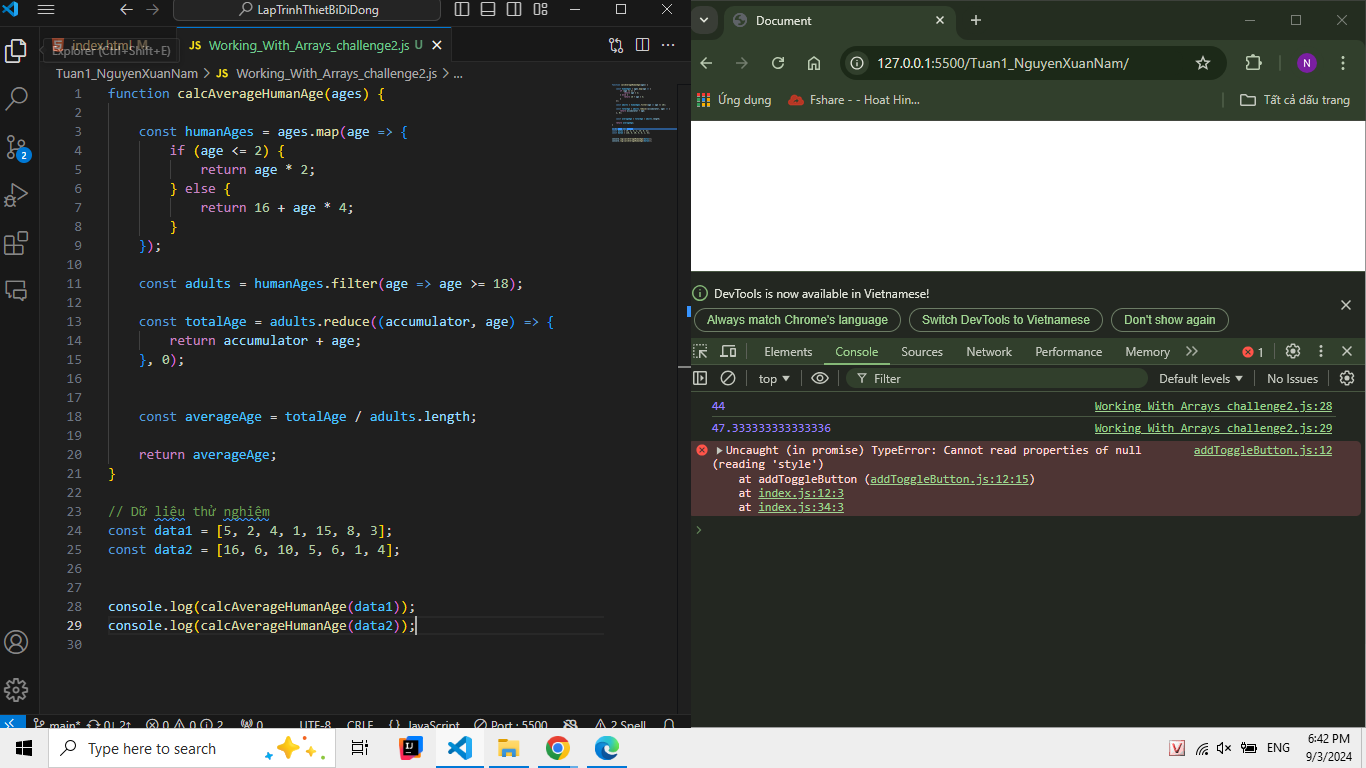 LapTrinhThietBiDiDong
index.html M
Explorer (Ctrl+Shift+E)
JS Working_With_Arrays_challenge2.js U
Tuan1_NguyenXuanNam > JS Working_With_Arrays_challenge2.js > ...
1 function calcAverageHumanAge(ages) {
2
3 const humanAges = ages.map(age => {
4 if (age <= 2) {
5 return age * 2;
6 } else {
7 return 16 + age * 4;
8 }
9 });
10
11 const adults = humanAges.filter(age => age >= 18);
12
13 const totalAge = adults.reduce((accumulator, age) => {
14 return accumulator + age;
15 }, 0);
16
17
18 const averageAge = totalAge / adults.length;
19
20 return averageAge;
21 }
22
23 // Dữ liệu thử nghiệm
24 const data1 = [5, 2, 4, 1, 15, 8, 3];
25 const data2 = [16, 6, 10, 5, 6, 1, 4];
26
27
28 console.log(calcAverageHumanAge(data1));
29 console.log(calcAverageHumanAge(data2));
30
2
main* 0↓ 2↑ 0 0 2 0 UTF-8 CRLF {} JavaScript Port : 5500 2 Spell
Document
127.0.0.1:5500/Tuan1_NguyenXuanNam/
N
Ứng dụng
Fshare - - Hoat Hin...
Tất cả dấu trang
DevTools is now available in Vietnamese!
Always match Chrome's language
Switch DevTools to Vietnamese
Don't show again
Elements Console Sources Network Performance Memory 1
top Filter Default levels No Issues
44 Working With Arrays challenge2.js:28
47.333333333333336 Working With Arrays challenge2.js:29
Uncaught (in promise) TypeError: Cannot read properties of null addToggleButton.js:12
(reading 'style')
at addToggleButton (addToggleButton.js:12:15)
at index.js:12:3
at index.js:34:3
Type here to search
ENG
6:42 PM
9/3/2024